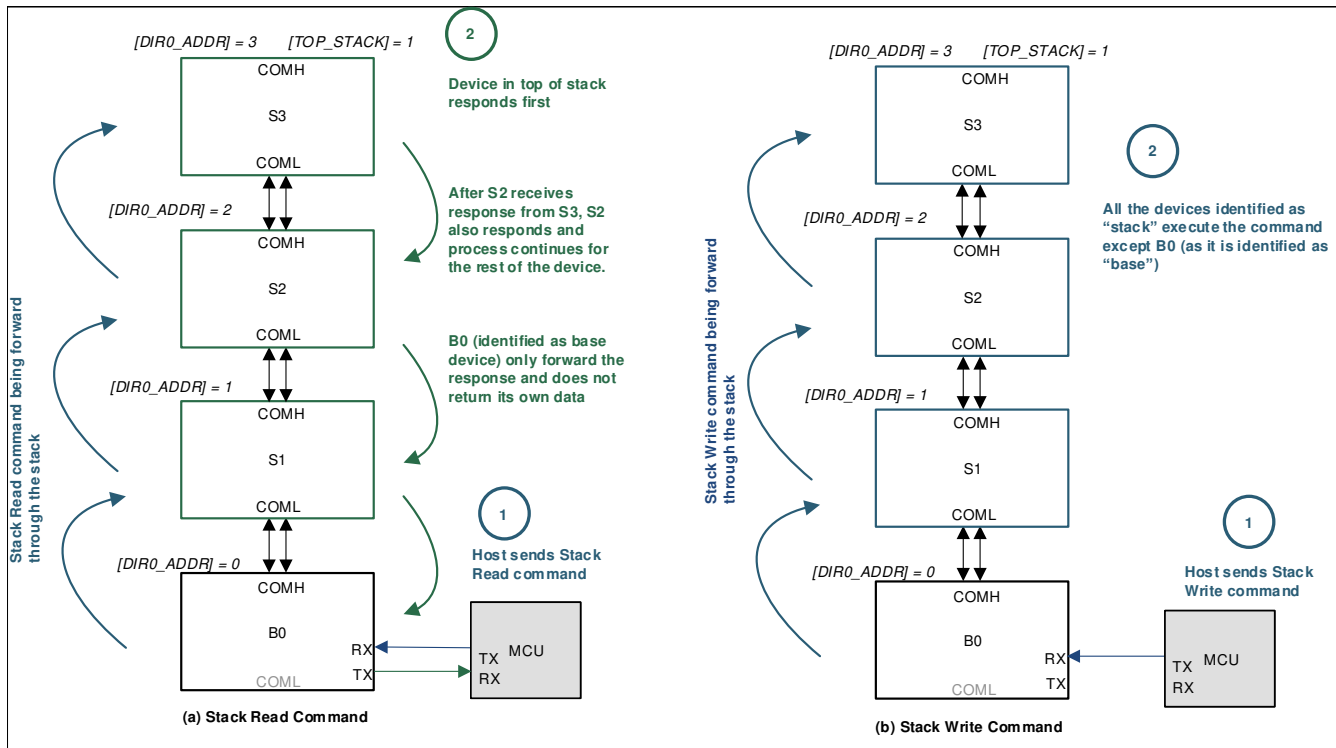 [DIR0_ADDR] = 3
[TOP_STACK] = 1
2
COMH
S3
COML
Device in top of stack
responds first
[DIR0_ADDR] = 2
After S2 receives
response from S3, S2
also responds and
process continues for
the rest of the device.
COMH
S2
COML
[DIR0_ADDR] = 1
B0 (identified as base
device) only forward the
response and does not
return its own data
COMH
S1
COML
Stack Read command being forward
through the stack
1
Host sends Stack
Read command
[DIR0_ADDR] = 0
COMH
B0
RX
TX
COML
TX
MCU
RX
(a) Stack Read Command
[DIR0_ADDR] = 3
[TOP_STACK] = 1
COMH
S3
COML
2
All the devices identified as
“stack” execute the command
except B0 (as it is identified as
“base”)
[DIR0_ADDR] = 2
COMH
S2
COML
[DIR0_ADDR] = 1
COMH
S1
COML
Stack Write command being forward
through the stack
1
Host sends Stack
Write command
[DIR0_ADDR] = 0
COMH
B0
RX
TX
COML
TX
MCU
RX
(b) Stack Write Command